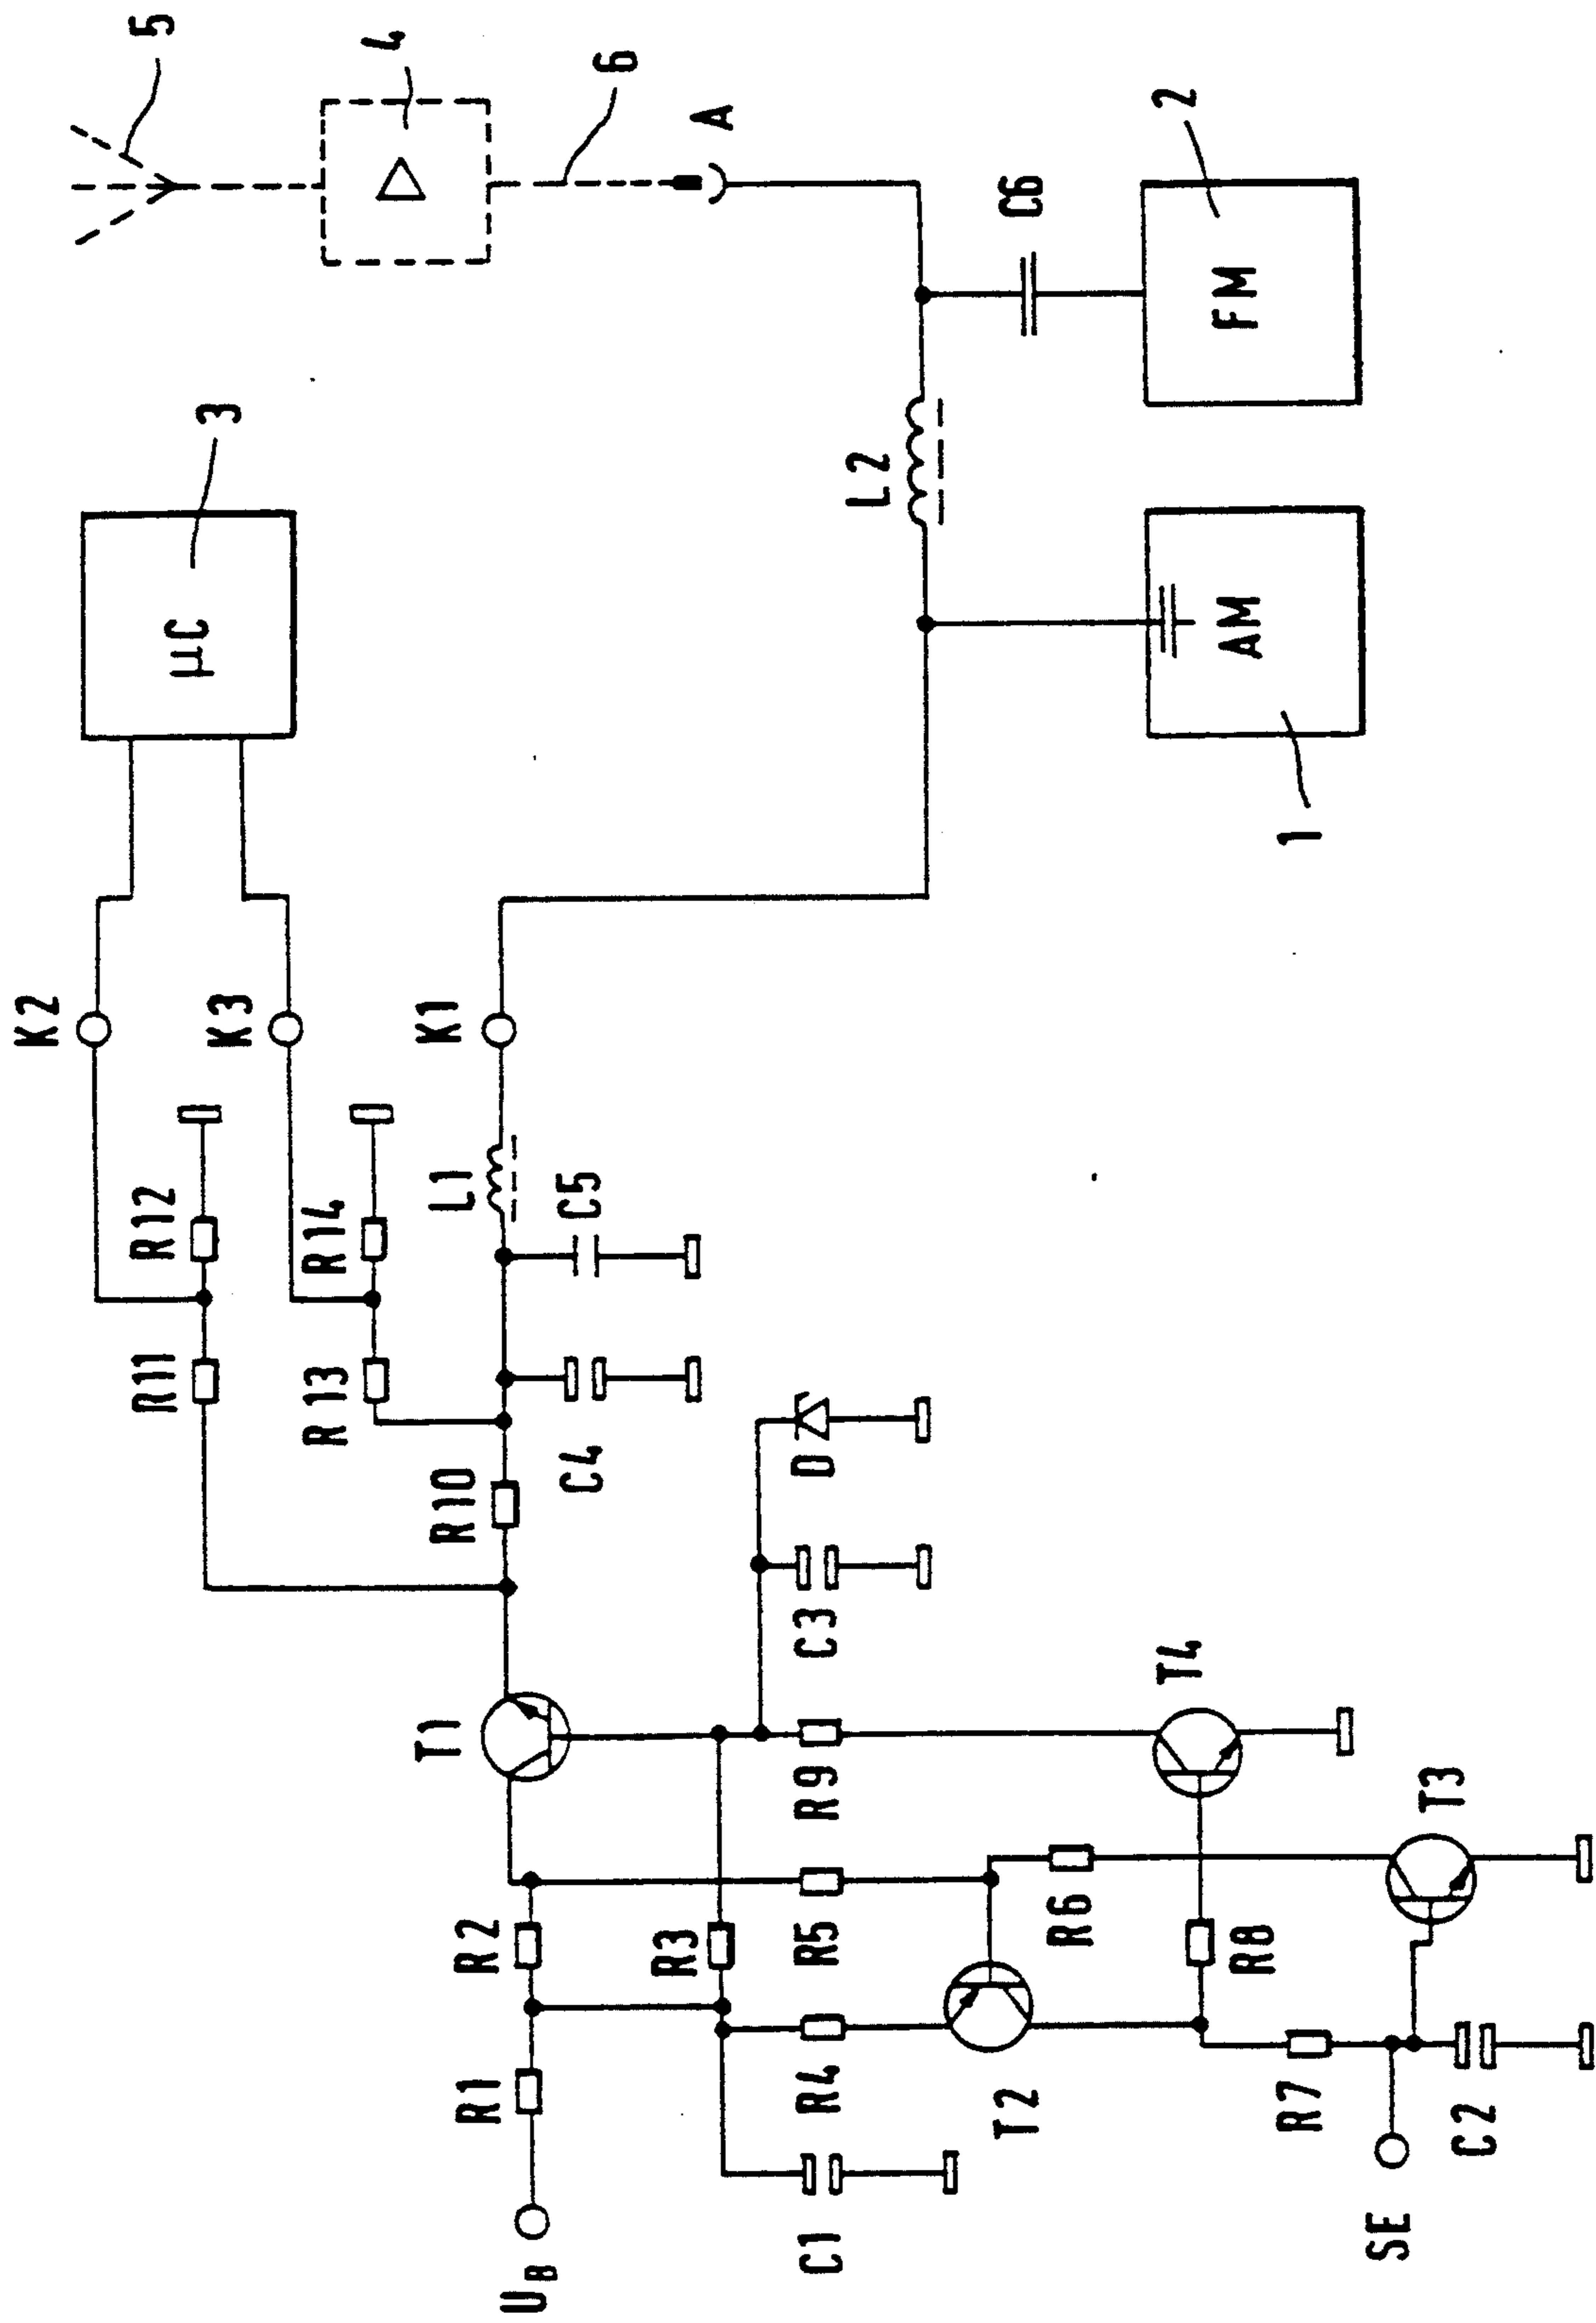 5
4
6
A
2
C6
FM
3
µC
L2
AM
1
K2
K3
K1
R12
R14
L1
C5
R11
R13
R10
C4
D
C3
T1
T4
R9
T3
R2
R3
R5
R6
R8
R1
R4
T2
R7
C2
UB
C1
SE